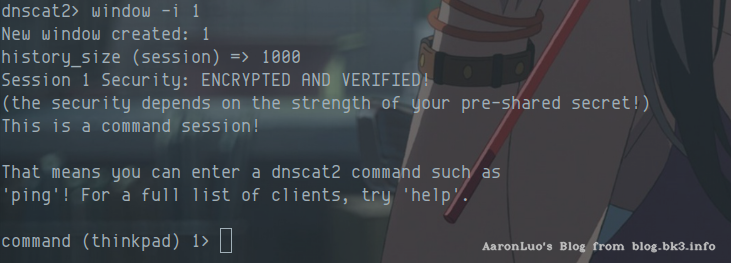 dnscat2> window -i 1
New window created: 1
history_size (session) => 1000
Session 1 Security: ENCRYPTED AND VERIFIED!
(the security depends on the strength of your pre-shared secret!)
This is a command session!
That means you can enter a dnscat2 command such as
'ping'! For a full list of clients, try 'help'.
command (thinkpad) 1>
AaronLuo's Blog from blog.bk3.info